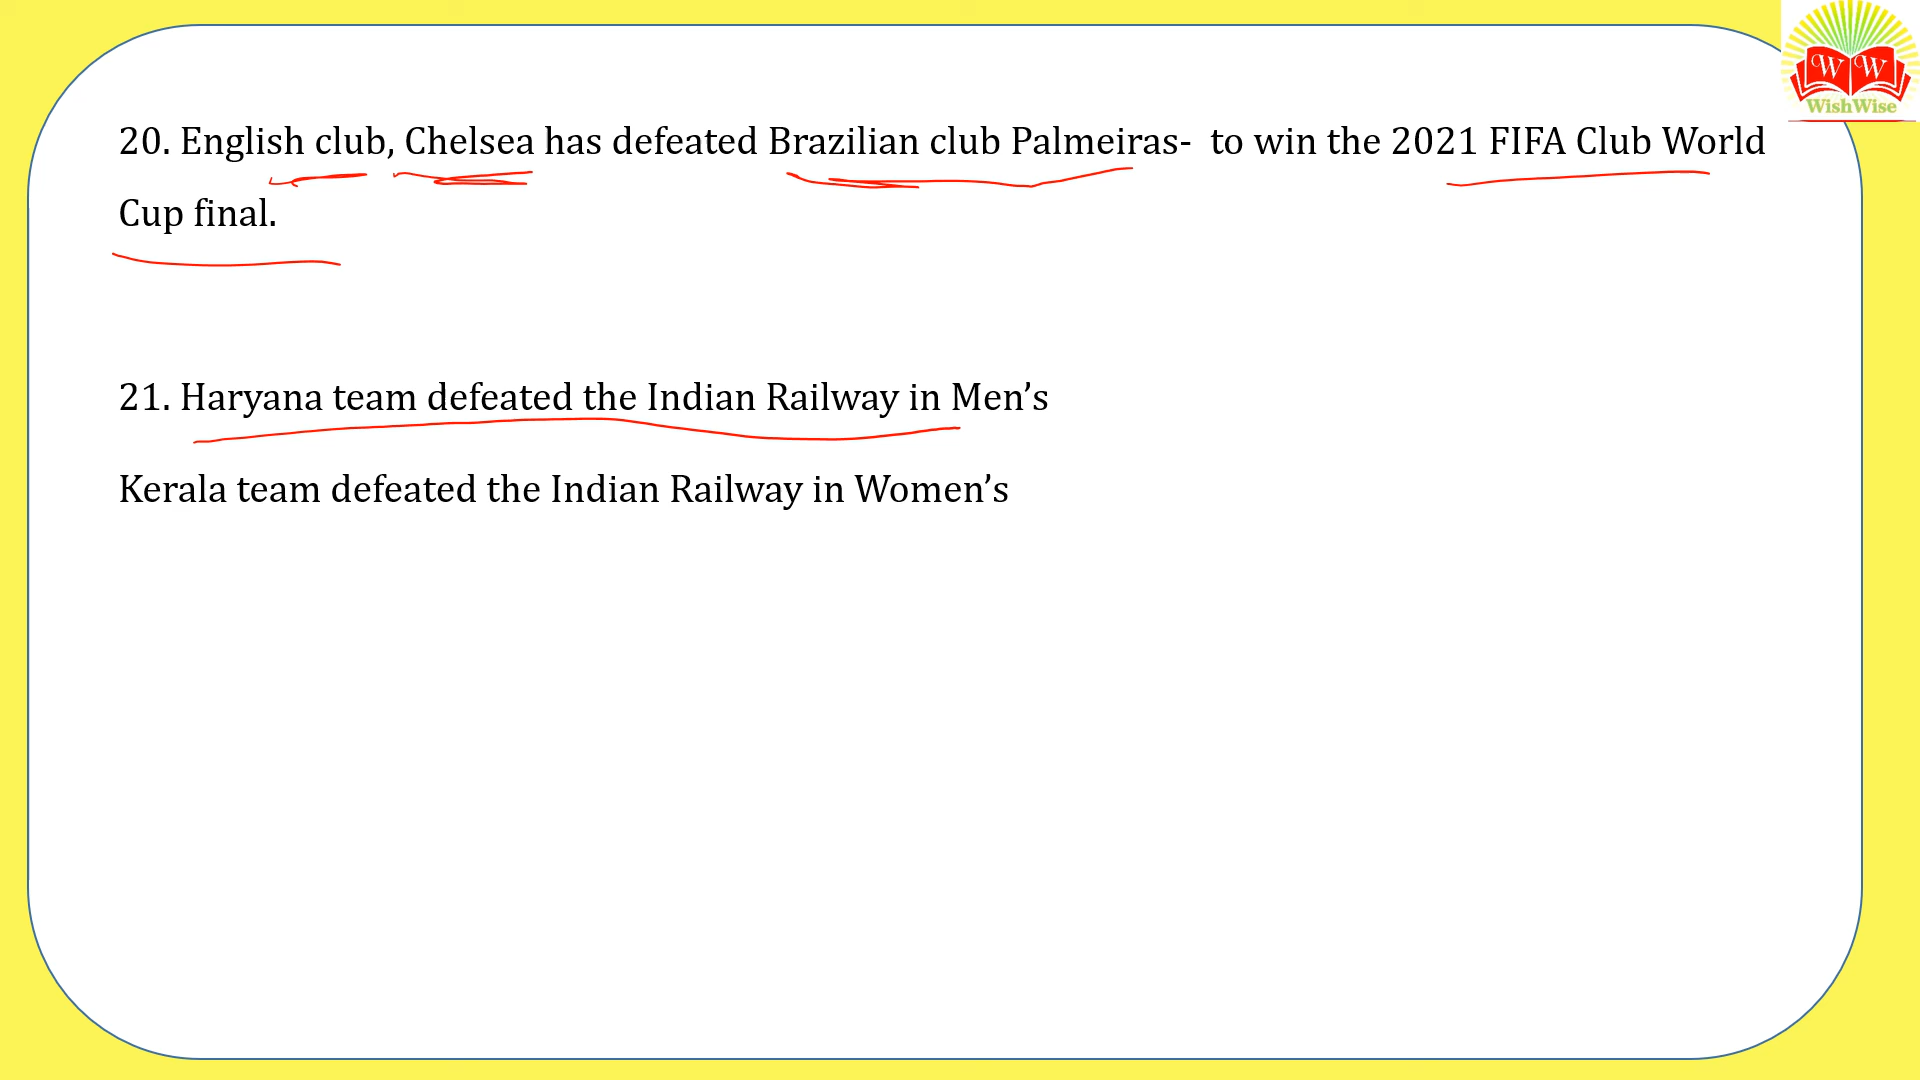 W W
WishWise
20. English club, Chelsea has defeated Brazilian club Palmeiras-  to win the 2021 FIFA Club World
Cup final.
21. Haryana team defeated the Indian Railway in Men’s
Kerala team defeated the Indian Railway in Women’s